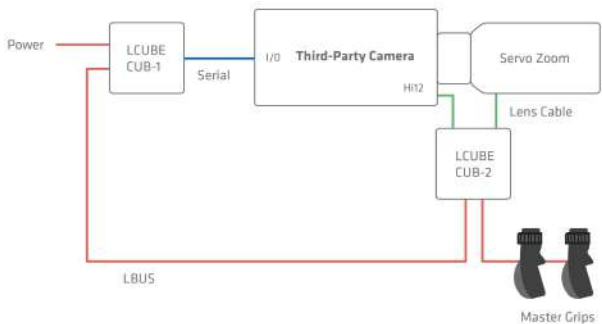 Power
LCUBE
CUB-1
Serial
I/O
Third-Party Camera
Hi12
Servo Zoom
Lens Cable
LCUBE
CUB-2
LBUS
Master Grips